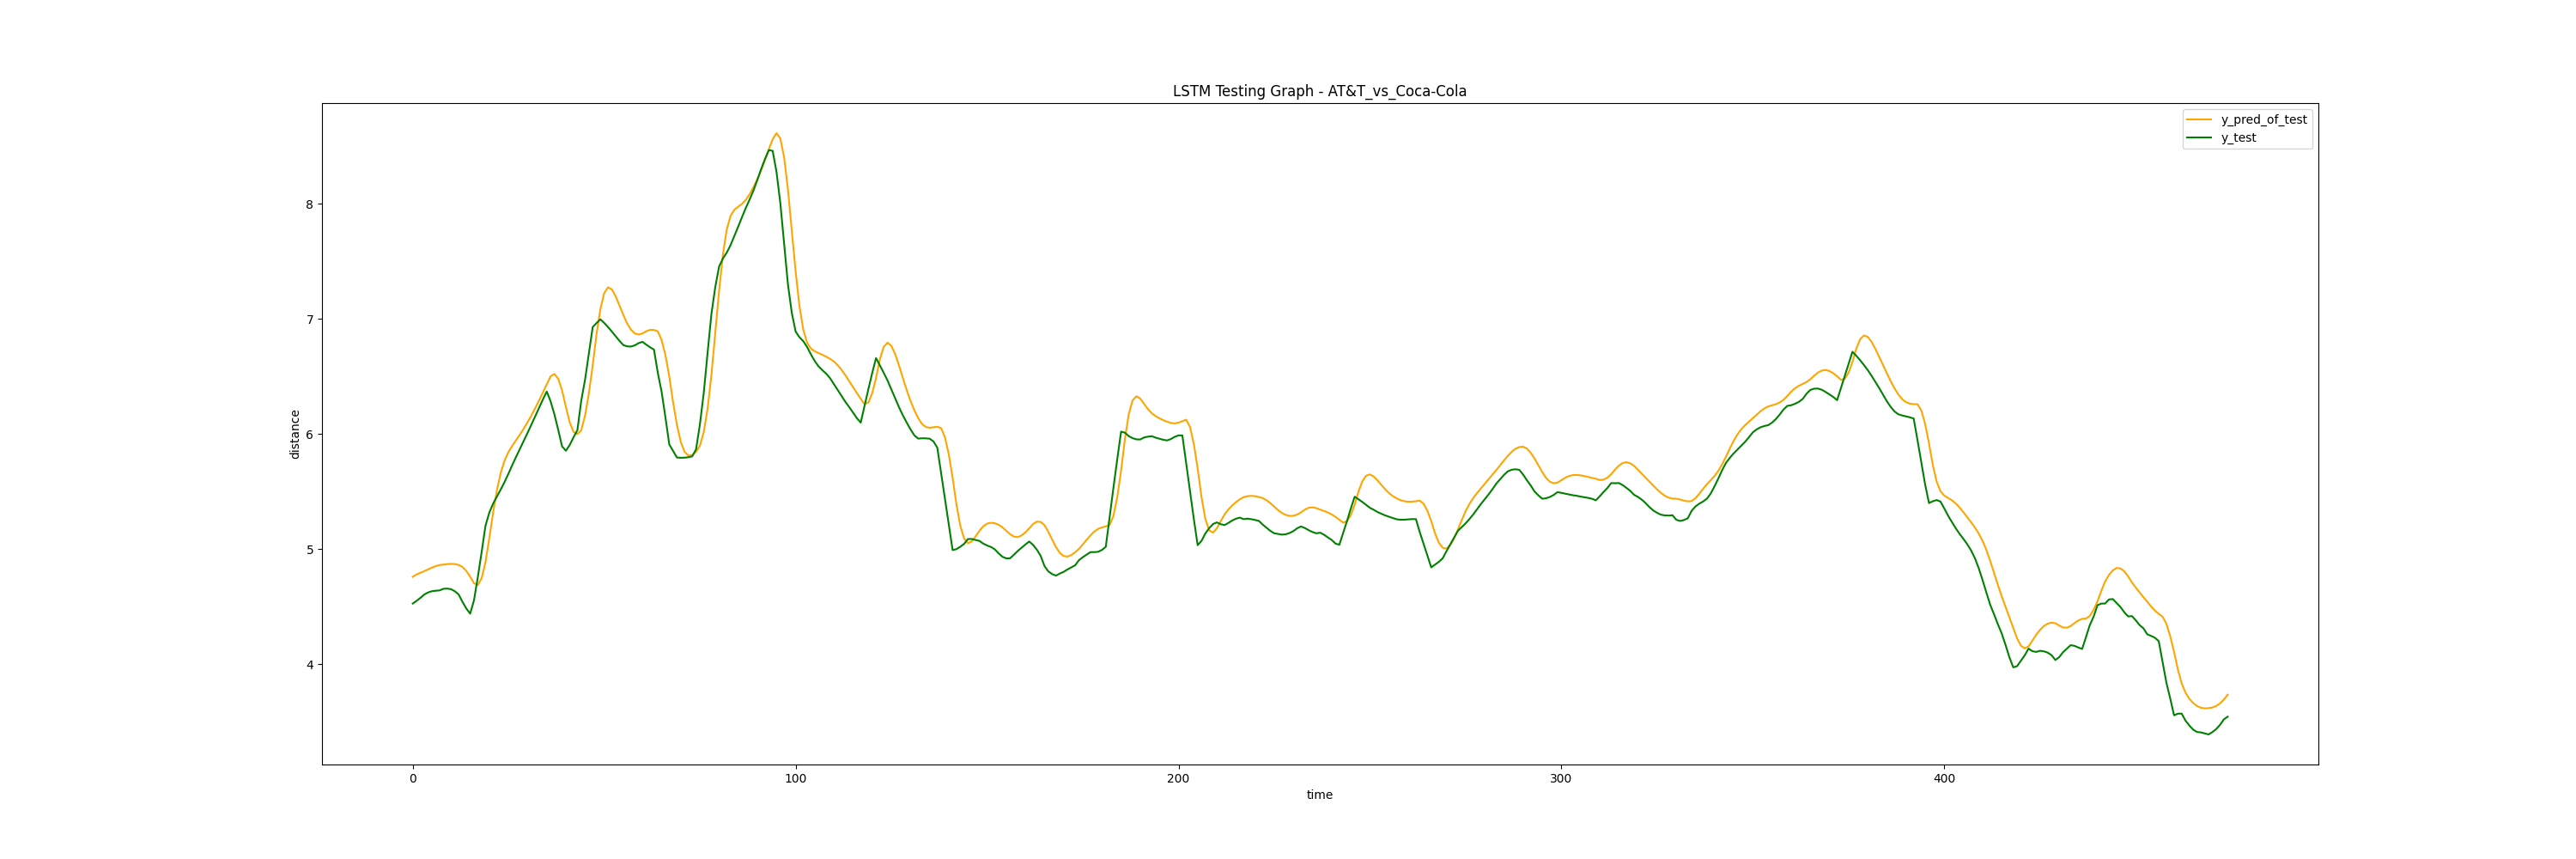 LSTM Testing Graph - AT&T_vs_Coca-Cola
y_pred_of_test
y_test
8
7
6
5
4
distance
0 100 200 300 400
time